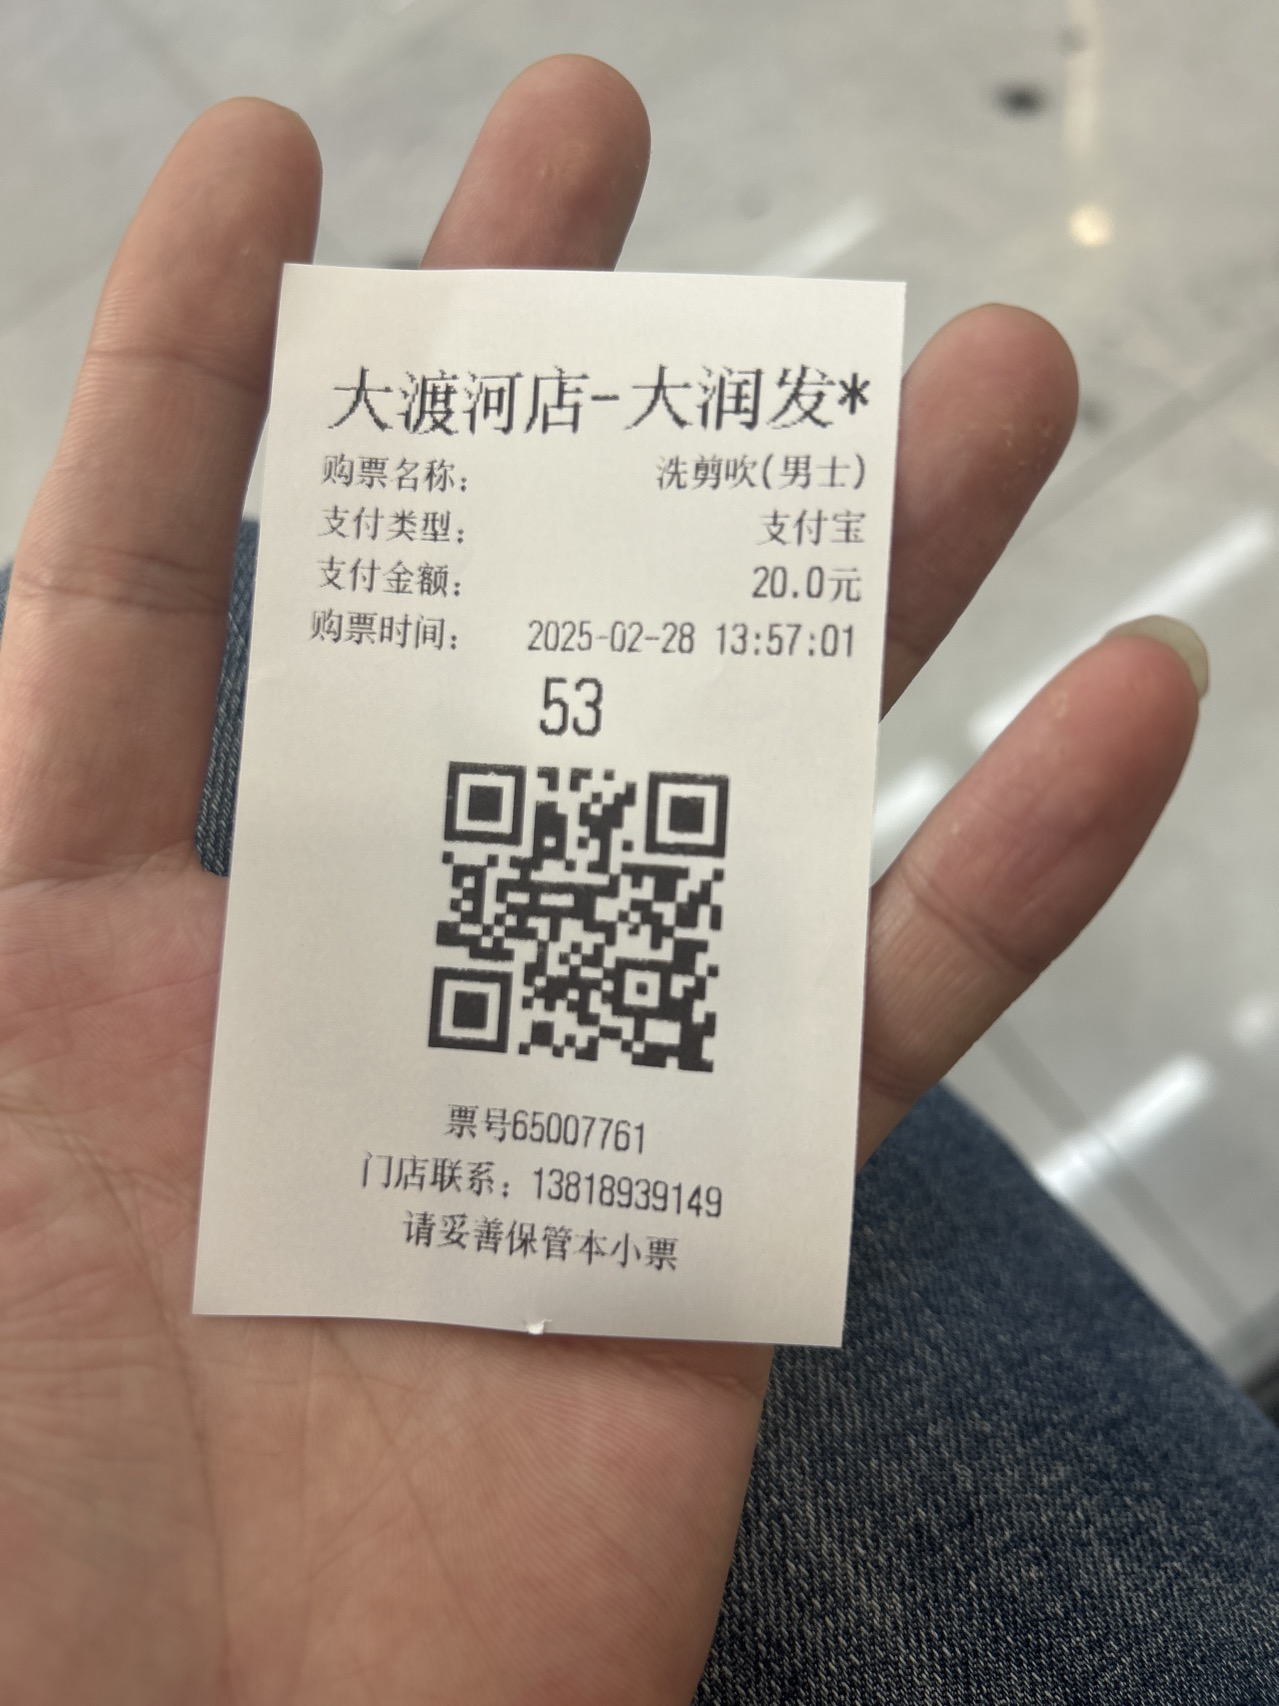 大渡河店-大润发*
购票名称： 洗剪吹(男士)
支付类型： 支付宝
支付金额： 20.0元
购票时间： 2025-02-28 13:57:01
53
票号65007761
门店联系：13818939149
请妥善保管本小票